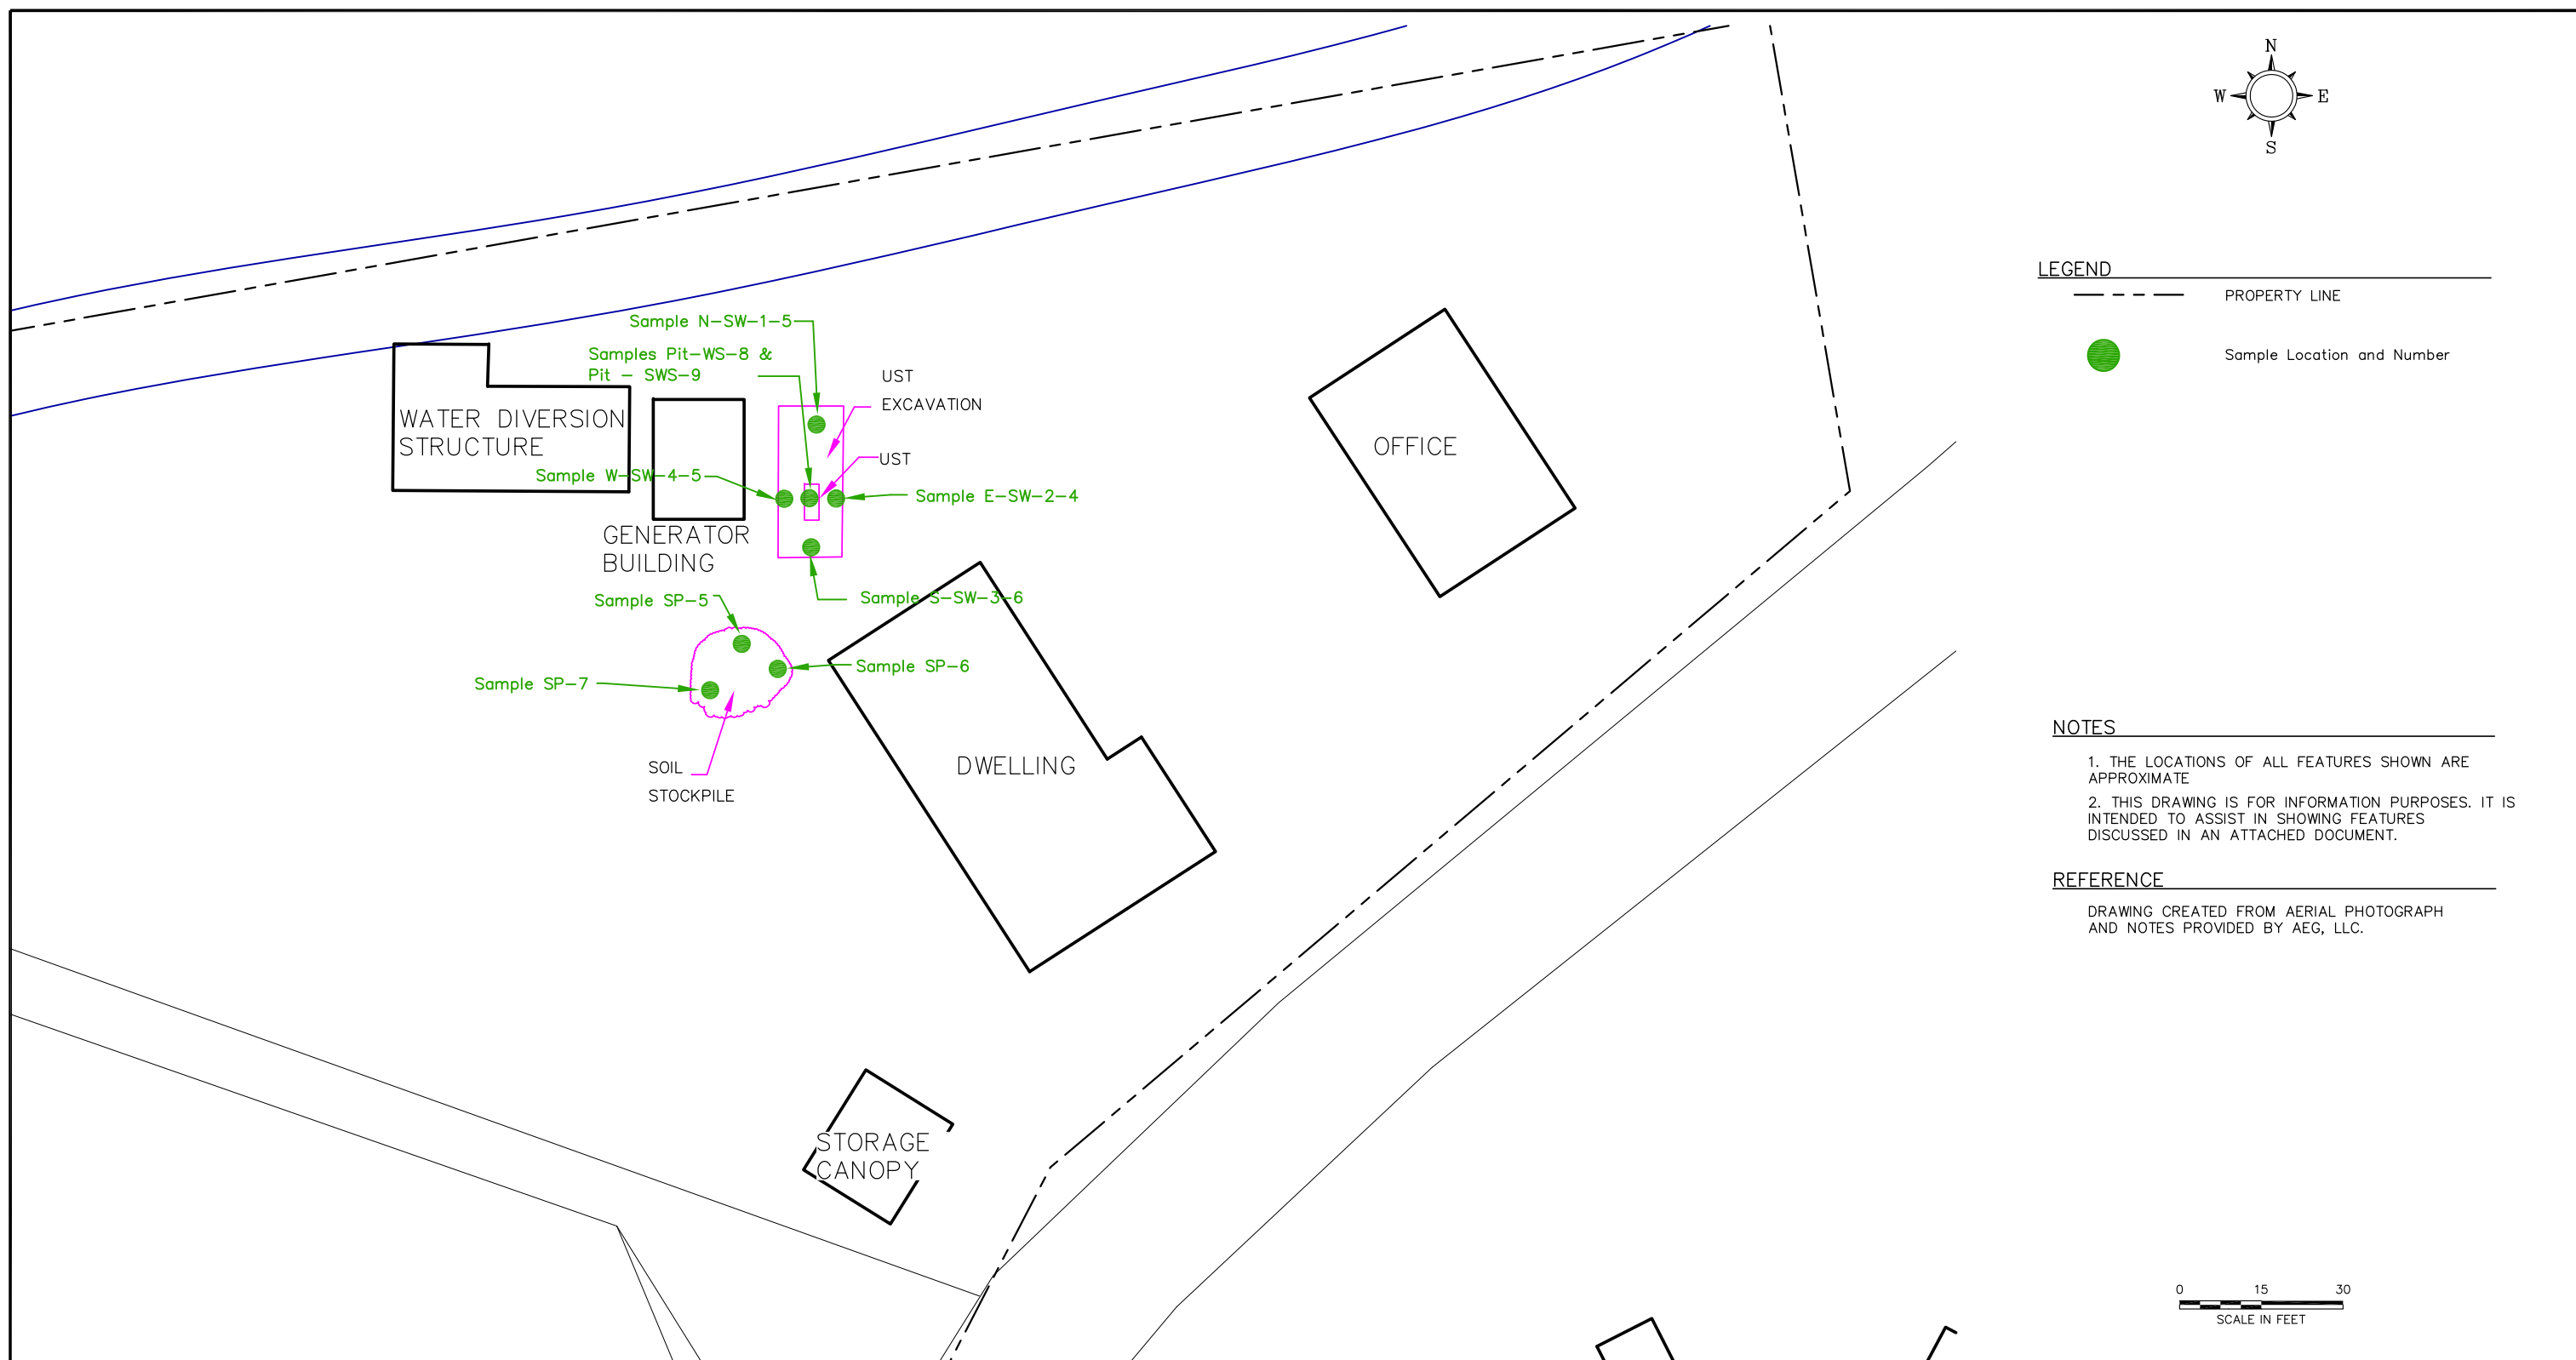 N
W E
S
LEGEND
PROPERTY LINE
Sample Location and Number
Sample N-SW-1-5
Samples Pit-WS-8 &
Pit - SWS-9
UST
EXCAVATION
WATER DIVERSION
STRUCTURE
OFFICE
UST
Sample W-SW-4-5
Sample E-SW-2-4
GENERATOR
BUILDING
Sample SP-5
Sample S-SW-3-6
Sample SP-6
Sample SP-7
SOIL
STOCKPILE
DWELLING
NOTES
1. THE LOCATIONS OF ALL FEATURES SHOWN ARE
APPROXIMATE
2. THIS DRAWING IS FOR INFORMATION PURPOSES. IT IS
INTENDED TO ASSIST IN SHOWING FEATURES
DISCUSSED IN AN ATTACHED DOCUMENT.
REFERENCE
DRAWING CREATED FROM AERIAL PHOTOGRAPH
AND NOTES PROVIDED BY AEG, LLC.
STORAGE
CANOPY
0 15 30
SCALE IN FEET